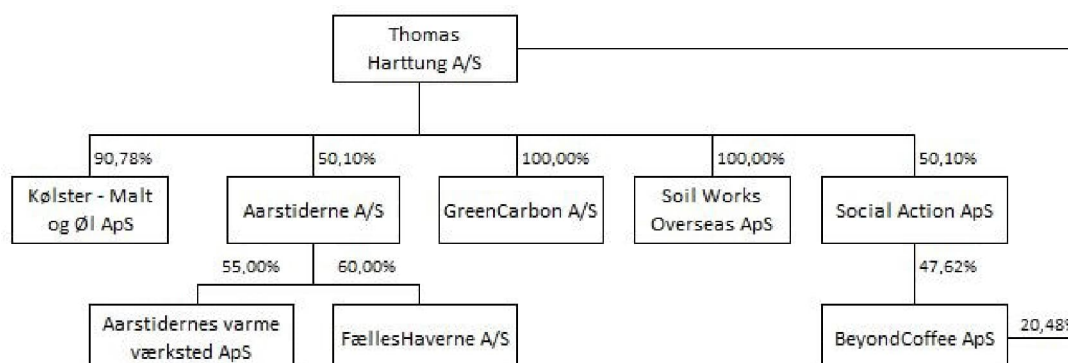 Thomas
Harttung A/S
90,78%
50,10%
100,00%
100,00%
50,10%
Kølster - Malt
og Øl ApS
Aarstiderne A/S
GreenCarbon A/S
Soil Works
Overseas ApS
Social Action ApS
55,00%
60,00%
47,62%
Aarstidernes varme
værksted ApS
FællesHaverne A/S
BeyondCoffee ApS
20,48%